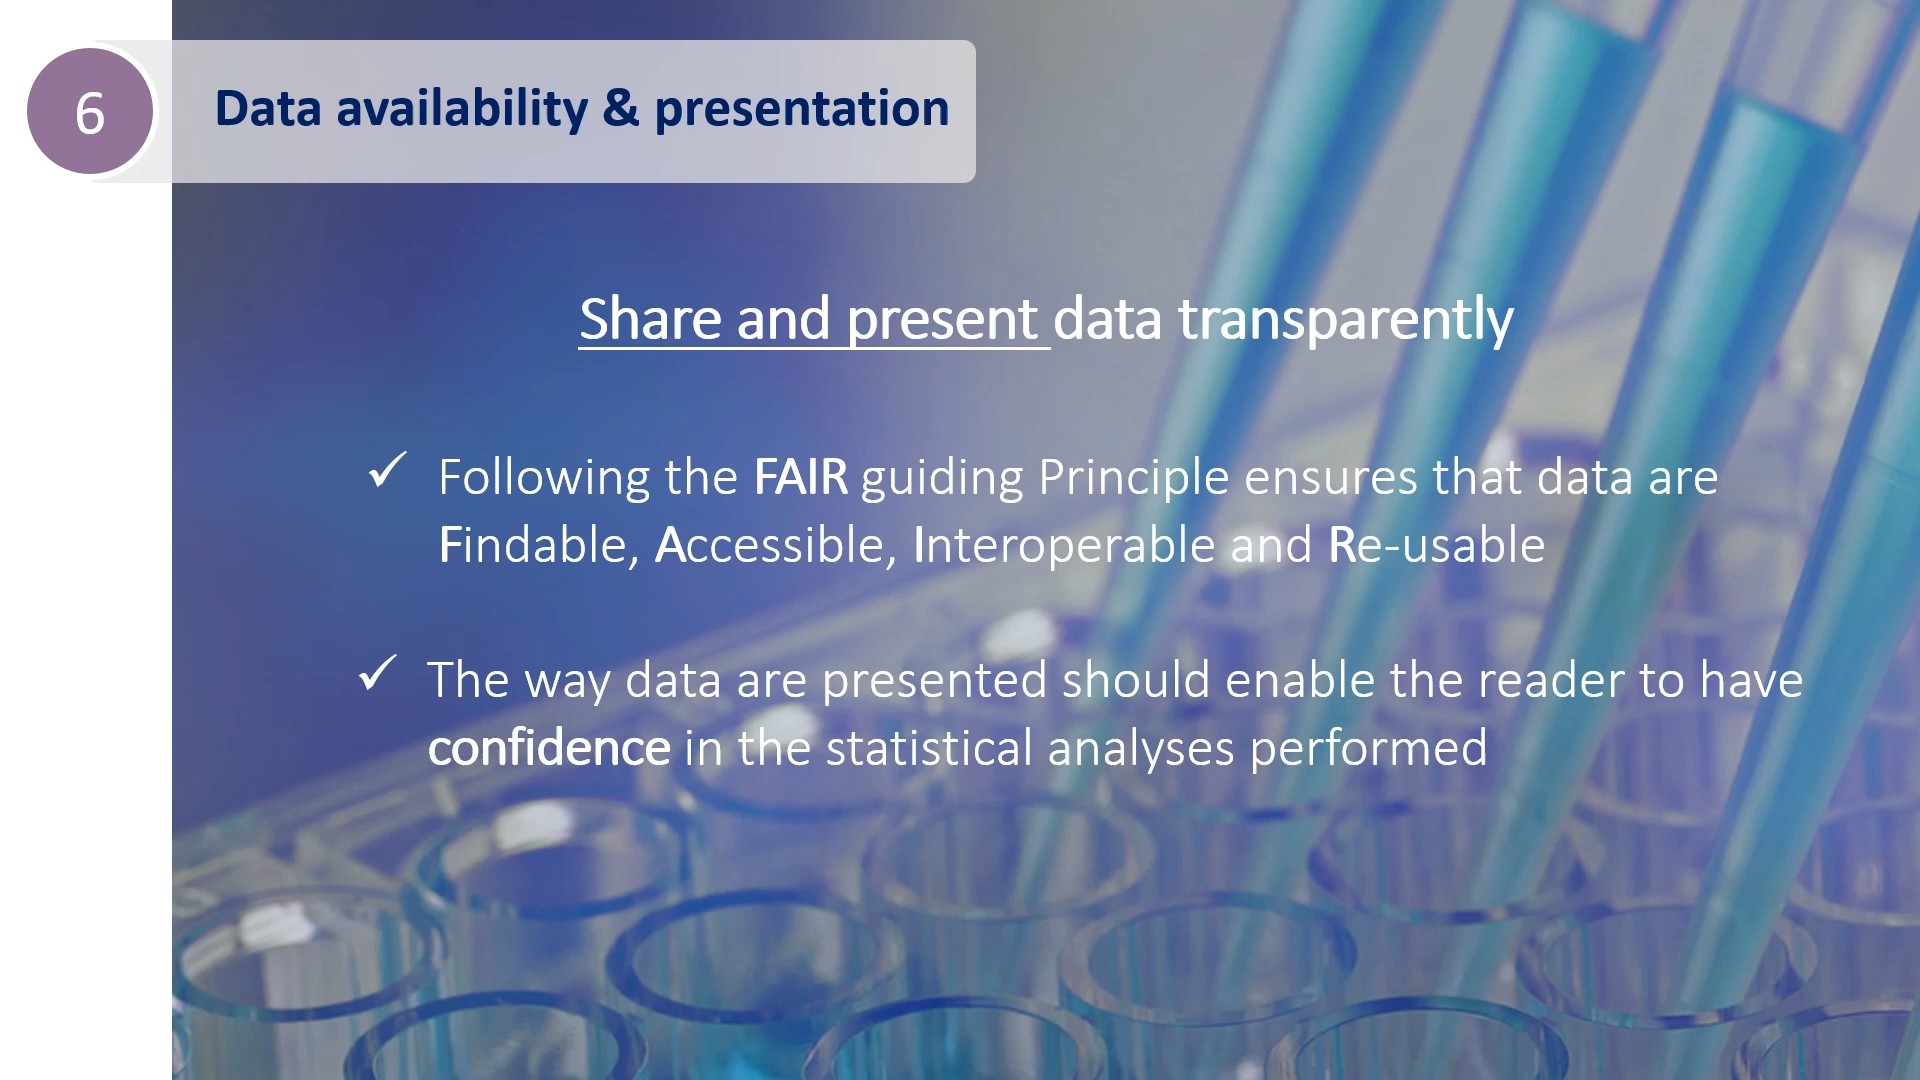 6
Data availability & presentation
Share and present data transparently
✓ Following the FAIR guiding Principle ensures that data are
Findable, Accessible, Interoperable and Re-usable
✓ The way data are presented should enable the reader to have
confidence in the statistical analyses performed